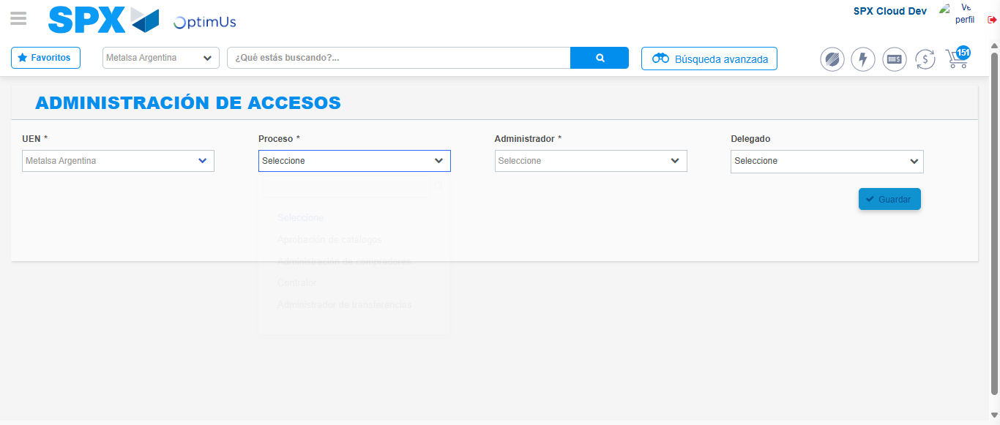 SPX OptimUs
SPX Cloud Dev
perfil
Favoritos
Metalsa Argentina
¿Qué estás buscando?...
Búsqueda avanzada
151
ADMINISTRACIÓN DE ACCESOS
UEN * Proceso * Administrador * Delegado
Metalsa Argentina Seleccione Seleccione Seleccione
Guardar
Seleccione
Aprobación de catálogos
Administración de compradores
Contralor
Administrador de transferencias